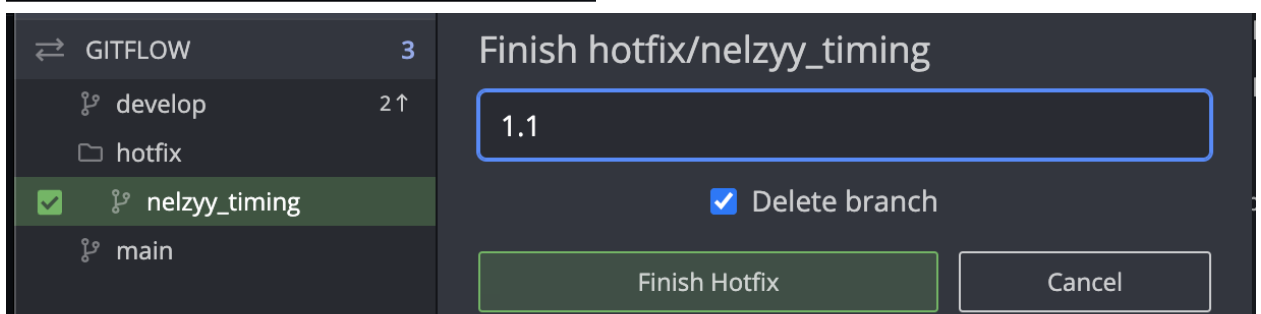 GITFLOW 3
develop 2↑
hotfix
nelzyy_timing
main
Finish hotfix/nelzyy_timing
1.1
Delete branch
Finish Hotfix
Cancel